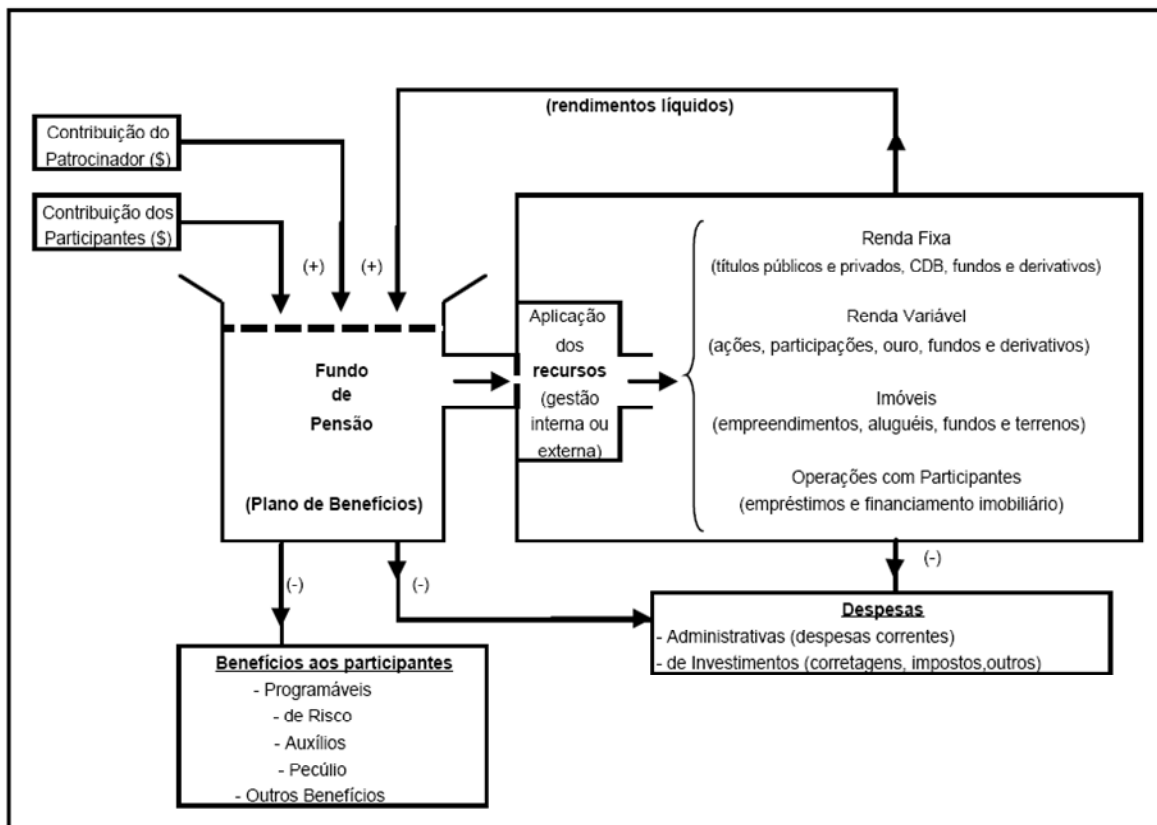 (rendimentos líquidos)
Contribuição do
Patrocinador ($)
Contribuição dos
Participantes ($)
(+)
(+)
Fundo
de
Pensão
(Plano de Benefícios)
Aplicação
dos
recursos
(gestão
interna ou
externa)
Renda Fixa
(títulos públicos e privados, CDB, fundos e derivativos)
Renda Variável
(ações, participações, ouro, fundos e derivativos)
Imóveis
(empreendimentos, aluguéis, fundos e terrenos)
Operações com Participantes
(empréstimos e financiamento imobiliário)
(-)
(-)
(-)
Despesas
- Administrativas (despesas correntes)
- de Investimentos (corretagens, impostos,outros)
Benefícios aos participantes
- Programáveis
- de Risco
- Auxílios
- Pecúlio
- Outros Benefícios